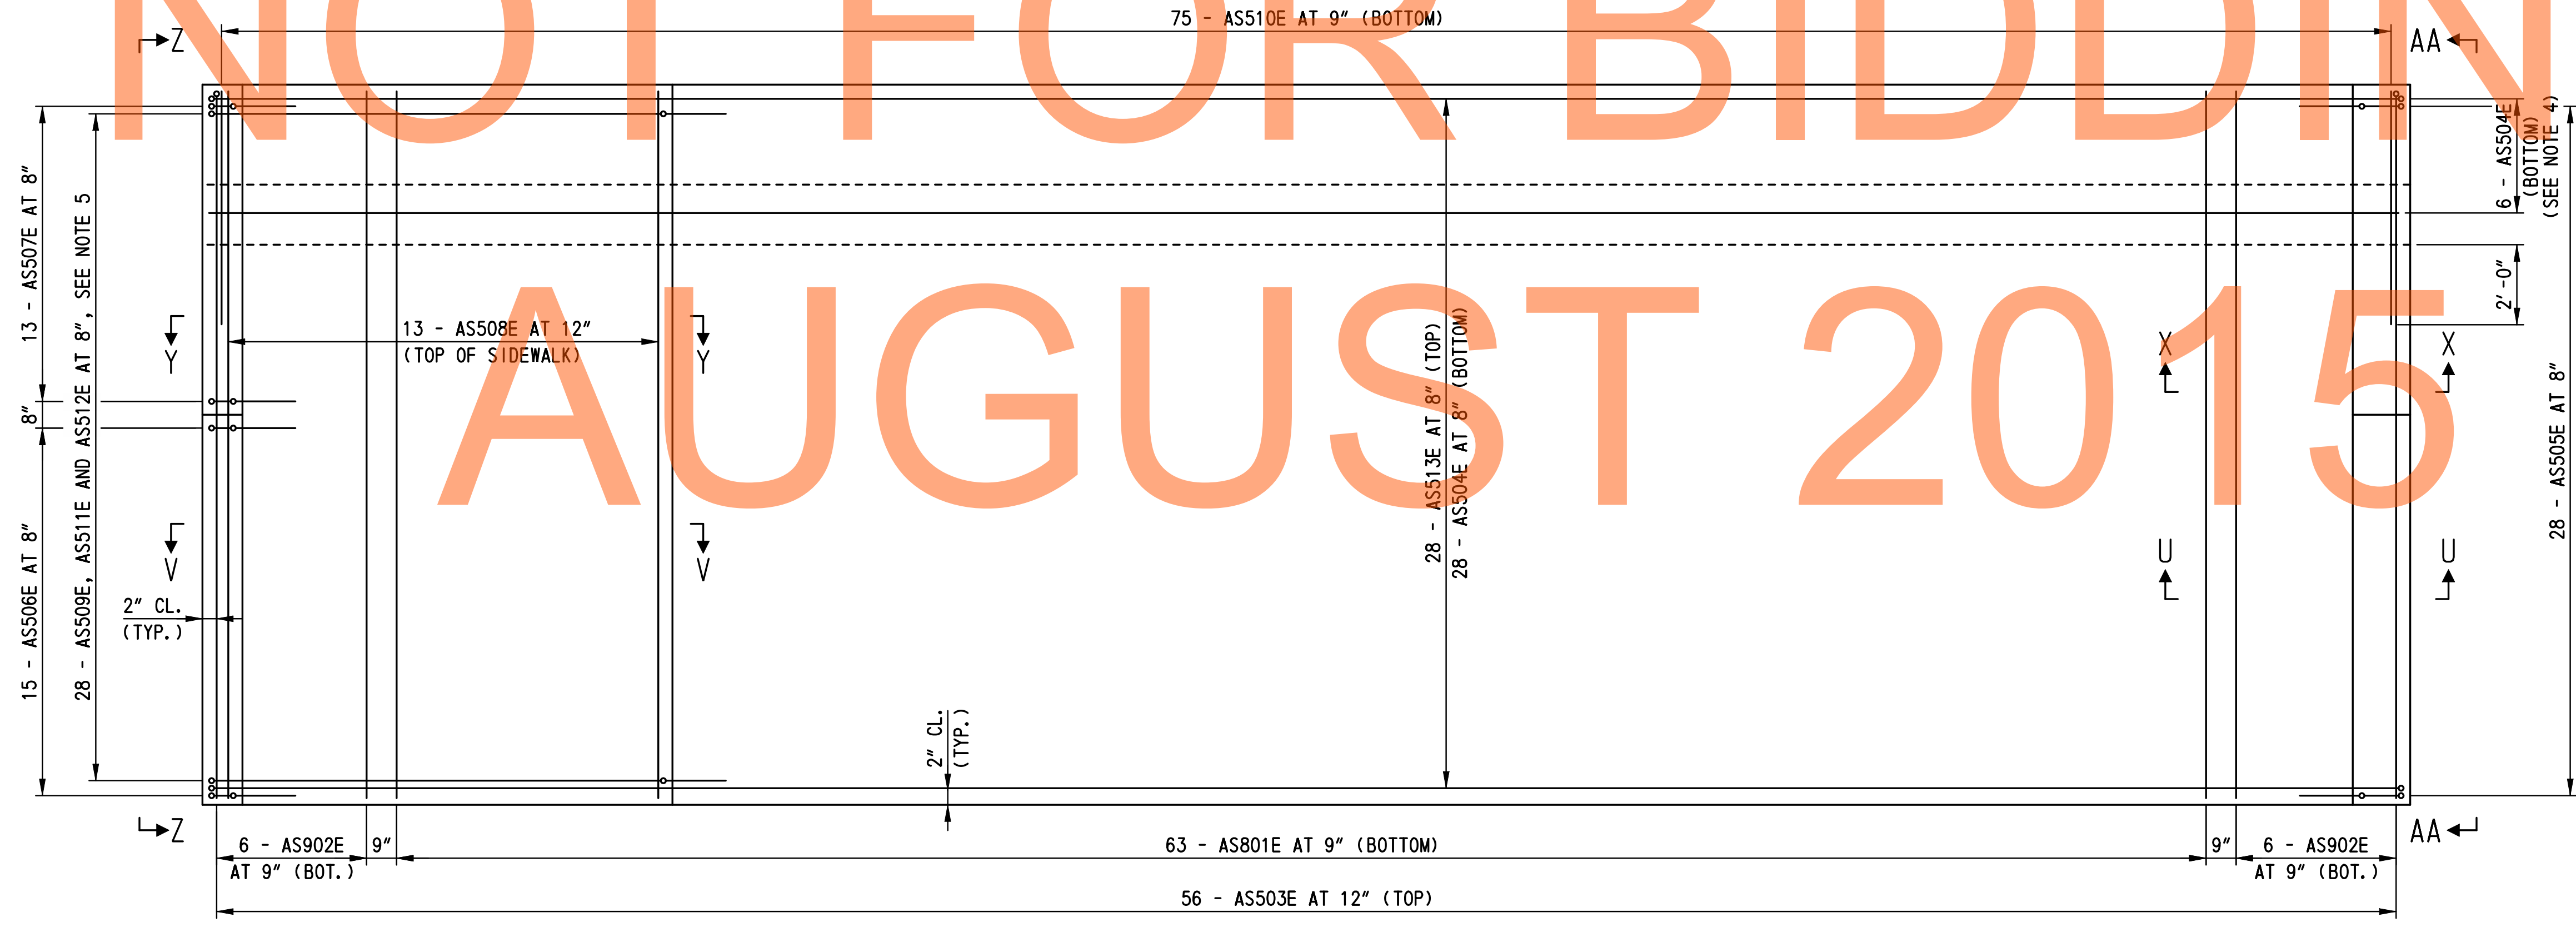 75 - AS510E AT 9" (BOTTOM)
Z
AA
NOT FOR BIDDIN
13 - AS507E AT 8"
8"
15 - AS506E AT 8"
28 - AS509E, AS511E AND AS512E AT 8", SEE NOTE 5
6 - AS504E
(BOTTOM)
(SEE NOTE 4)
2'-0"
28 - AS505E AT 8"
13 - AS508E AT 12"
(TOP OF SIDEWALK)
Y
Y
X
X
AUGUST 2015
28 - AS513E AT 8" (TOP)
28 - AS504E AT 8" (BOTTOM)
V
V
U
U
2" CL.
(TYP.)
2" CL.
(TYP.)
Z
AA
6 - AS902E
AT 9" (BOT.)
9"
63 - AS801E AT 9" (BOTTOM)
9"
6 - AS902E
AT 9" (BOT.)
56 - AS503E AT 12" (TOP)